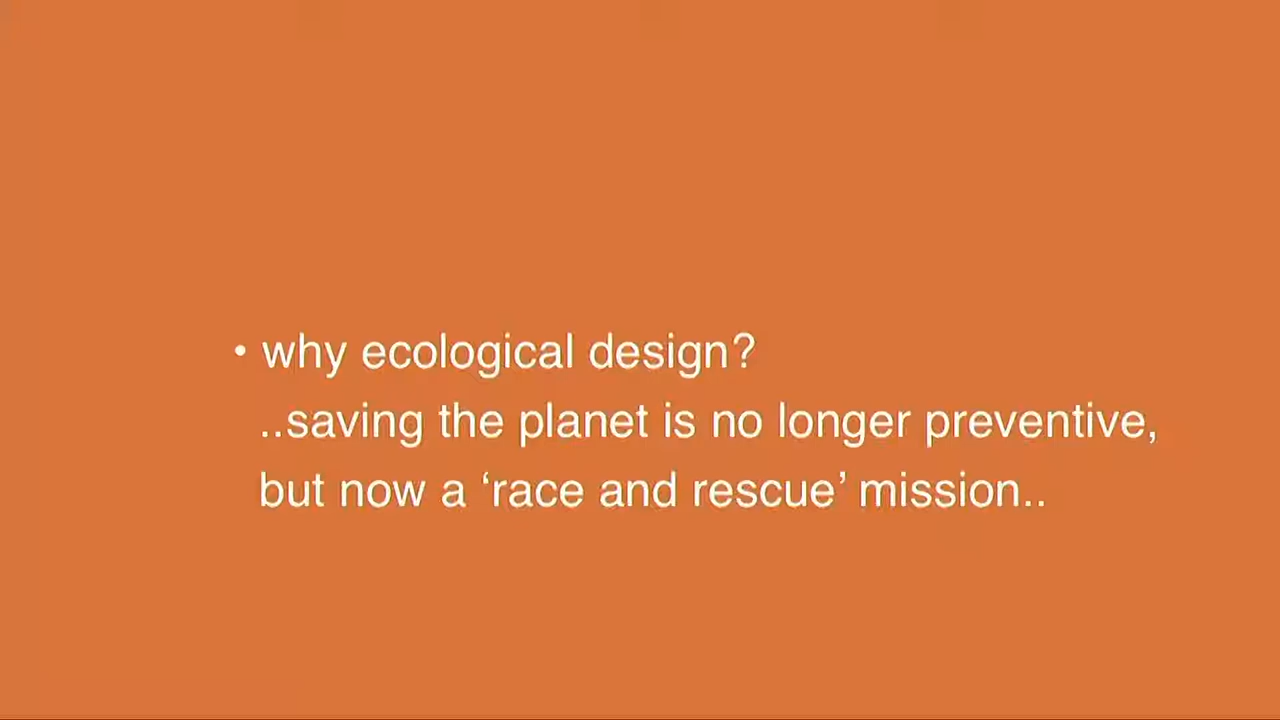 • why ecological design?
..saving the planet is no longer preventive,
but now a ‘race and rescue’ mission..